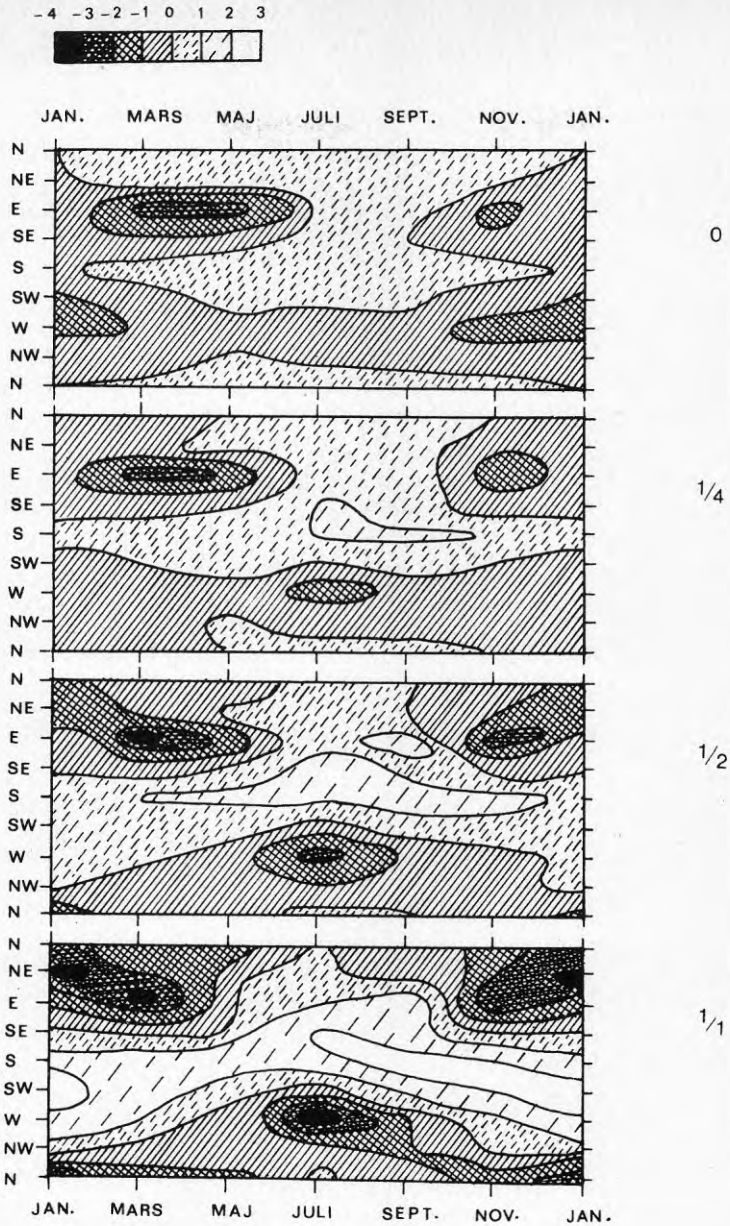 -4 -3 -2 -1 0 1 2 3
JAN. MARS MAJ JULI SEPT. NOV. JAN.
N
NE
E
SE
S
SW
W
NW
N
0
N
NE
E
SE
S
SW
W
NW
N
1/4
N
NE
E
SE
S
SW
W
NW
N
1/2
N
NE
E
SE
S
SW
W
NW
N
1/1
JAN. MARS MAJ JULI SEPT. NOV. JAN.